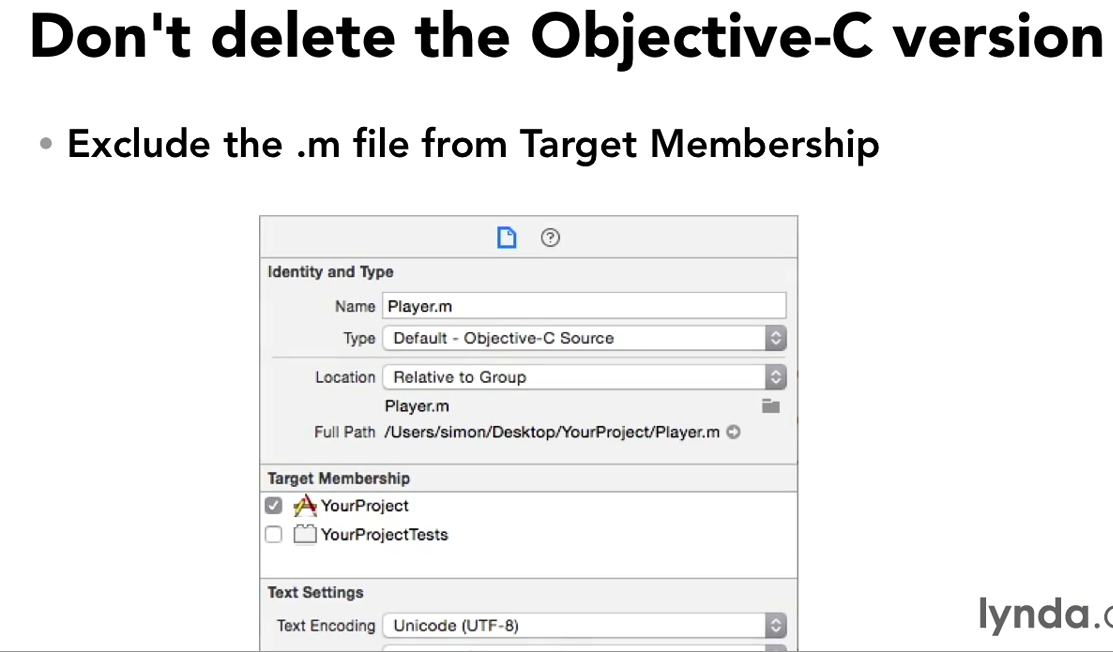 Don't delete the Objective-C version
• Exclude the .m file from Target Membership
Identity and Type
Name Player.m
Type Default - Objective-C Source
Location Relative to Group
Player.m
Full Path /Users/simon/Desktop/YourProject/Player.m
Target Membership
YourProject
YourProjectTests
Text Settings
Text Encoding Unicode (UTF-8)
lynda.c